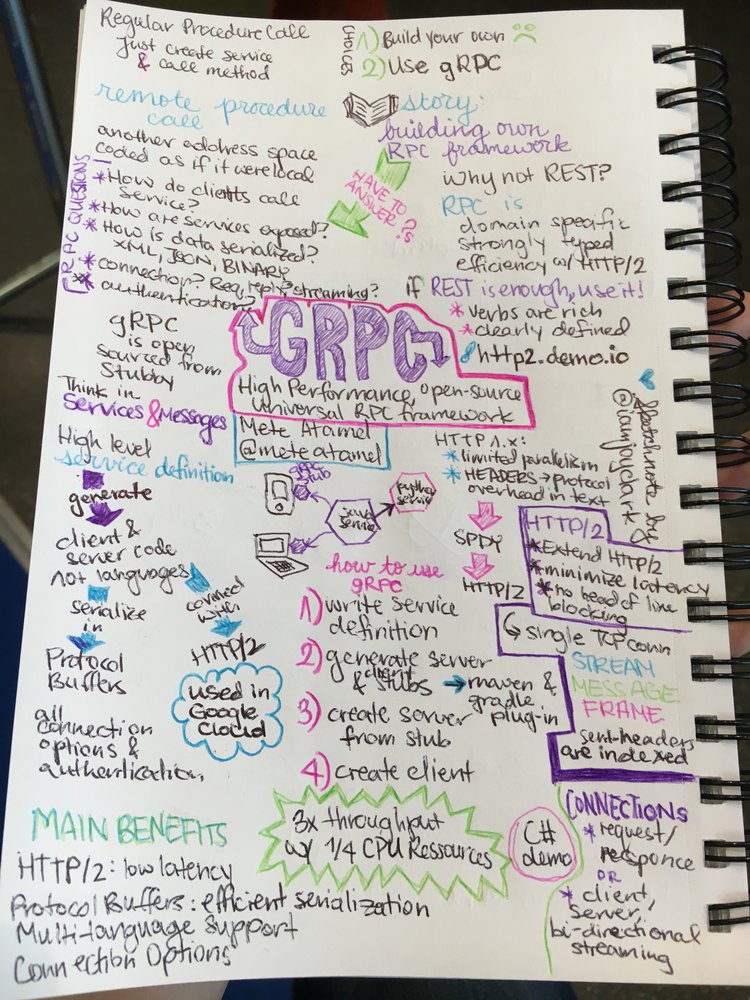 Regular Procedure Call
Just create service
& call method
CHOICES
1) Build your own
2) Use gRPC
remote procedure
call
another address space
coded as if it were local
RPC QUESTIONS
* How do clients call
service?
* How are services exposed?
* How is data serialized?
XML, JSON, BINARY
* connection? Req, reply, streaming?
* authentication?
story:
building own
RPC framework
HAVE TO
ANSWER ?s
Why not REST?
RPC is
domain specific
strongly typed
efficiency w/ HTTP/2
if REST is enough, use it!
* verbs are rich
* clearly defined
http2.demo.io
GRPC
High Performance, open-source
Universal RPC framework
Mete Atamel
@meteatamel
gRPC
is open
sourced from
Stubby
Think in
Services & Messages
High level
service definition
generate
client &
server code
10+ languages
serialize
in
Protocol
Buffers
connect
with
HTTP/2
used in
Google
Cloud
all
connection
options &
authentication
gRPC
stub
java
service
python
service
HTTP 1.x:
* limited parallelism
* HEADERS → protocol
overhead in text
SPDY
HTTP/2
Sketchnote by
@iamjayclark
HTTP/2
* Extend HTTP/2
* minimize latency
* no head of line
blocking
single TCP conn
STREAM
MESSAGE
FRAME
sent-headers
are indexed
how to use
gRPC
1) write service
definition
2) generate server
& client stubs → maven &
gradle
plug-in
3) create server
from stub
4) create client
MAIN BENEFITS
HTTP/2: low latency
Protocol Buffers: efficient serialization
Multi-language support
Connection Options
3x throughput
w/ 1/4 CPU Ressources
C#
demo
CONNECTIONS
* request/
responce
OR
* client,
server,
bi-directional
streaming